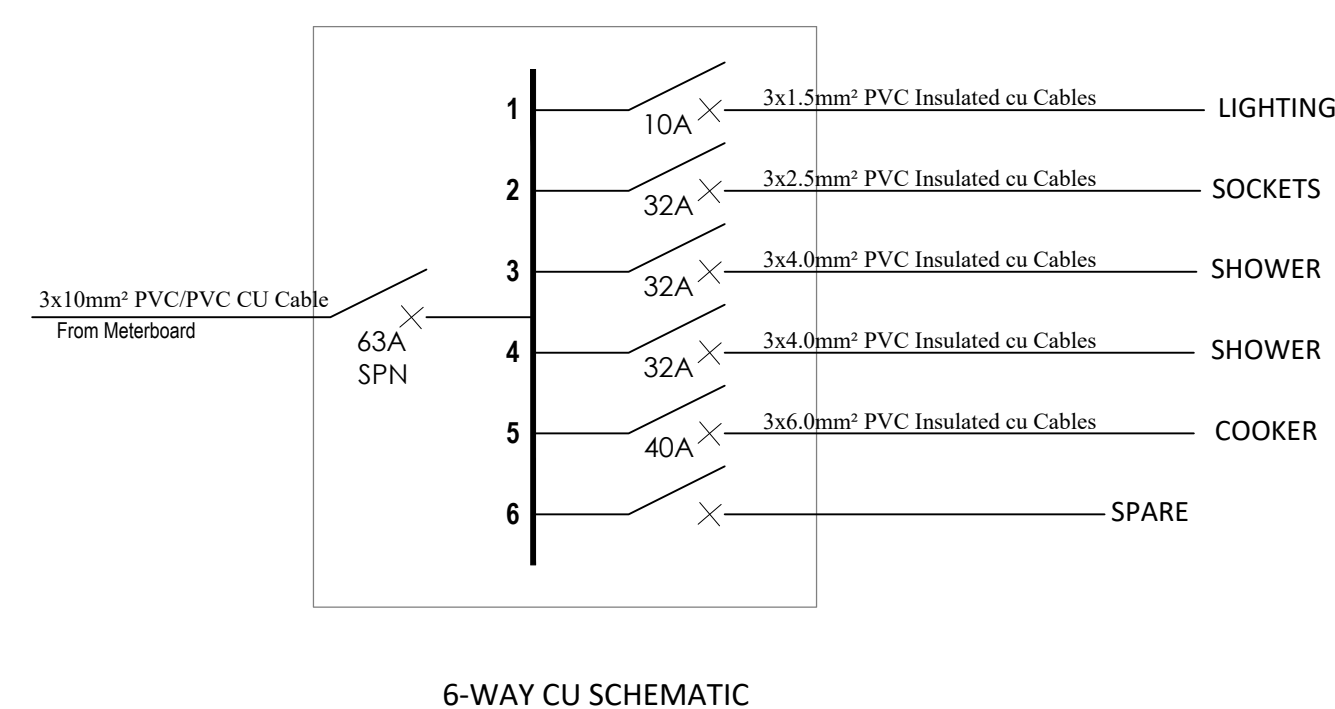 1
10A
3x1.5mm² PVC Insulated cu Cables
LIGHTING
2
32A
3x2.5mm² PVC Insulated cu Cables
SOCKETS
3
32A
3x4.0mm² PVC Insulated cu Cables
SHOWER
3x10mm² PVC/PVC CU Cable
From Meterboard
63A
SPN
4
32A
3x4.0mm² PVC Insulated cu Cables
SHOWER
5
40A
3x6.0mm² PVC Insulated cu Cables
COOKER
6
SPARE
6-WAY CU SCHEMATIC